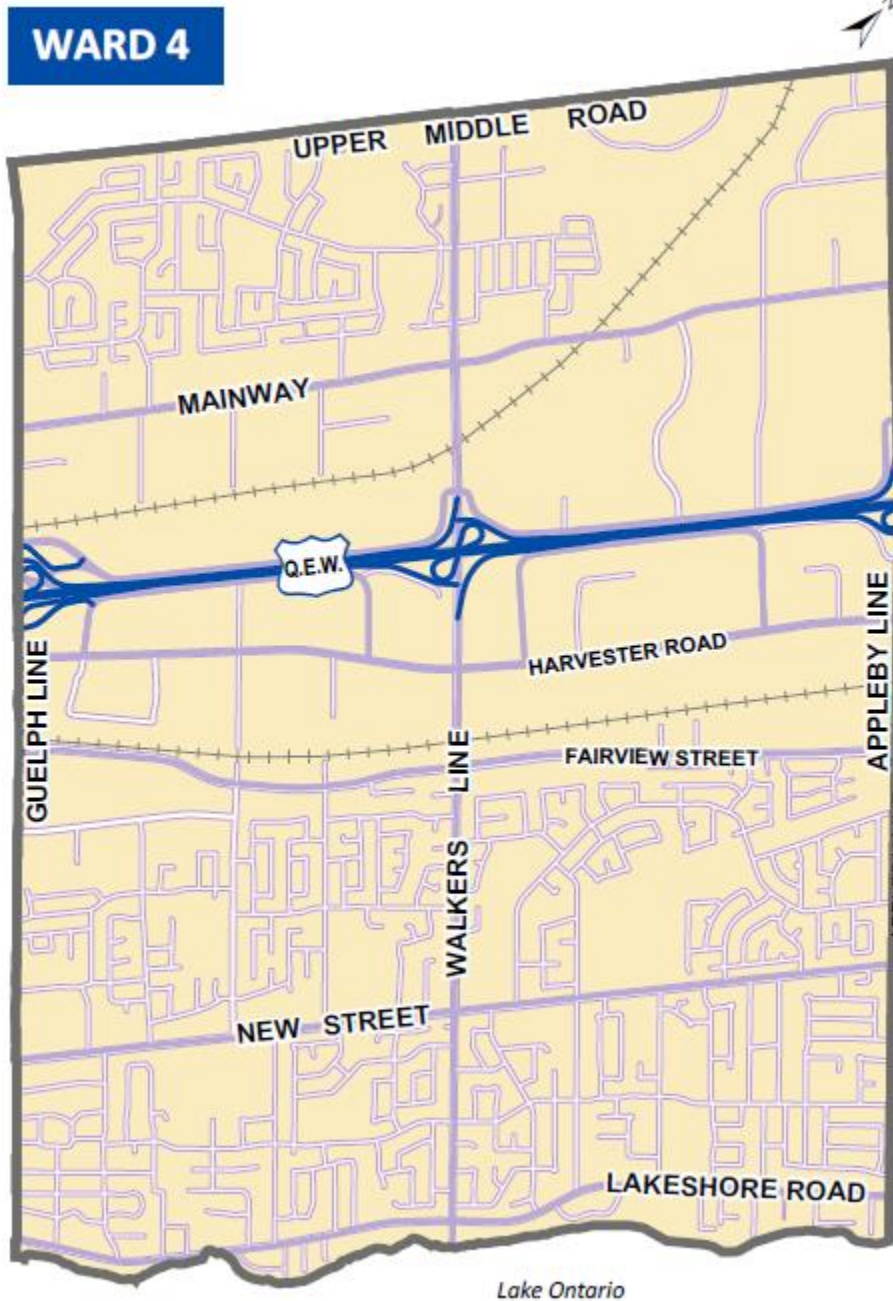 WARD 4
UPPER MIDDLE ROAD
MAINWAY
Q.E.W.
HARVESTER ROAD
GUELPH LINE
APPLEBY LINE
WALKERS LINE
FAIRVIEW STREET
NEW STREET
LAKESHORE ROAD
Lake Ontario